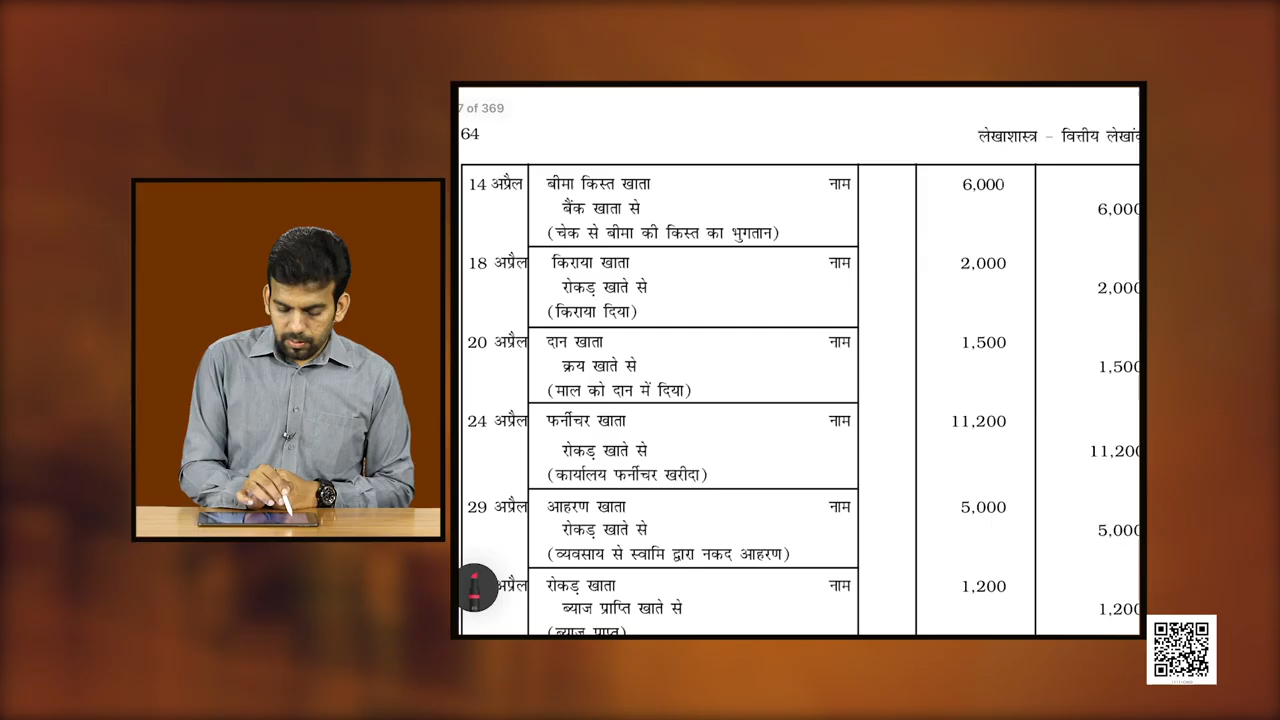 7 of 369
64 लेखाशास्त्र – वित्तीय
14 अप्रैल बीमा किस्त खाता नाम 6,000
बैंक खाता से 6,000
(चेक से बीमा की किस्त का भुगतान)
18 अप्रैल किराया खाता नाम 2,000
रोकड़ खाते से 2,000
(किराया दिया)
20 अप्रैल दान खाता नाम 1,500
क्रय खाते से 1,500
(माल को दान में दिया)
24 अप्रैल फर्नीचर खाता नाम 11,200
रोकड़ खाते से 11,200
(कार्यालय फर्नीचर खरीदा)
29 अप्रैल आहरण खाता नाम 5,000
रोकड़ खाते से 5,000
(व्यवसाय से स्वामि द्वारा नकद आहरण)
अप्रैल रोकड़ खाता नाम 1,200
ब्याज प्राप्ति खाते से 1,200
(ब्याज प्राप्त)